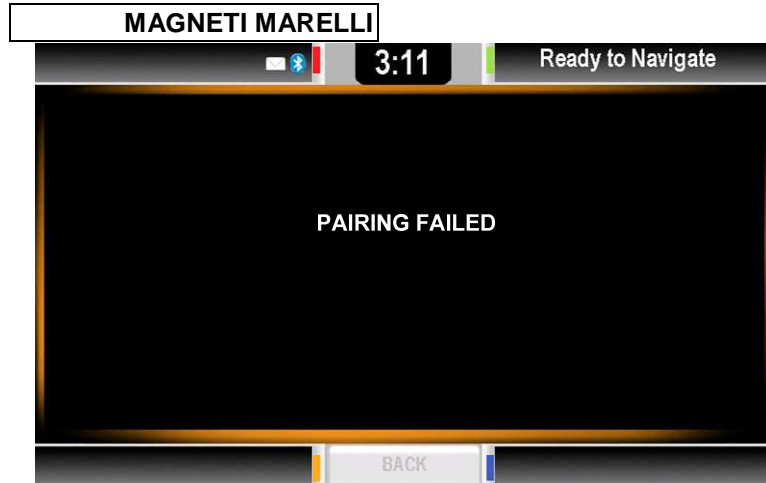 MAGNETI MARELLI
3:11
Ready to Navigate
PAIRING FAILED
BACK